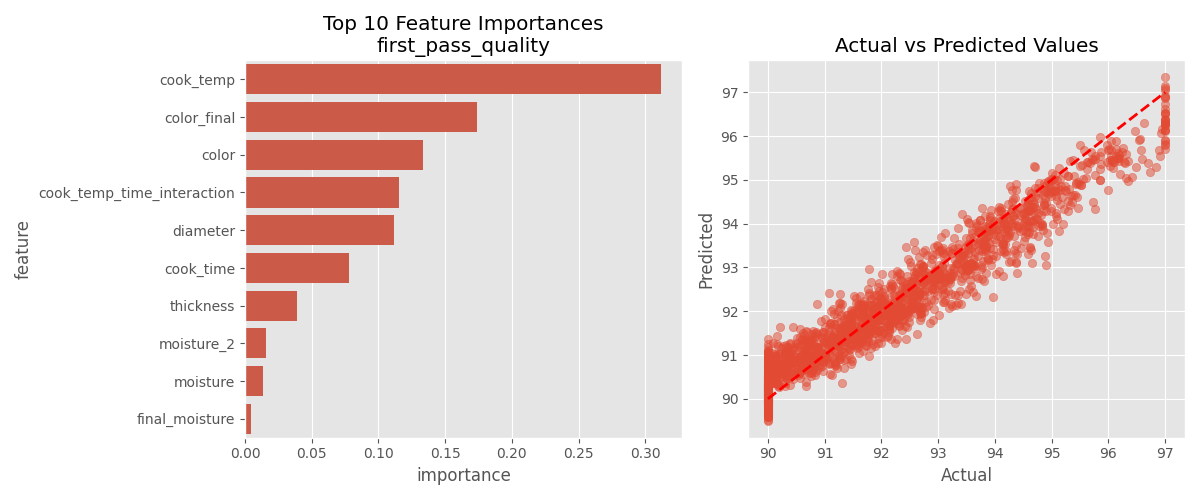 Top 10 Feature Importances
first_pass_quality
feature
cook_temp
color_final
color
cook_temp_time_interaction
diameter
cook_time
thickness
moisture_2
moisture
final_moisture
0.00 0.05 0.10 0.15 0.20 0.25 0.30
importance
Actual vs Predicted Values
Predicted
97
96
95
94
93
92
91
90
90 91 92 93 94 95 96 97
Actual